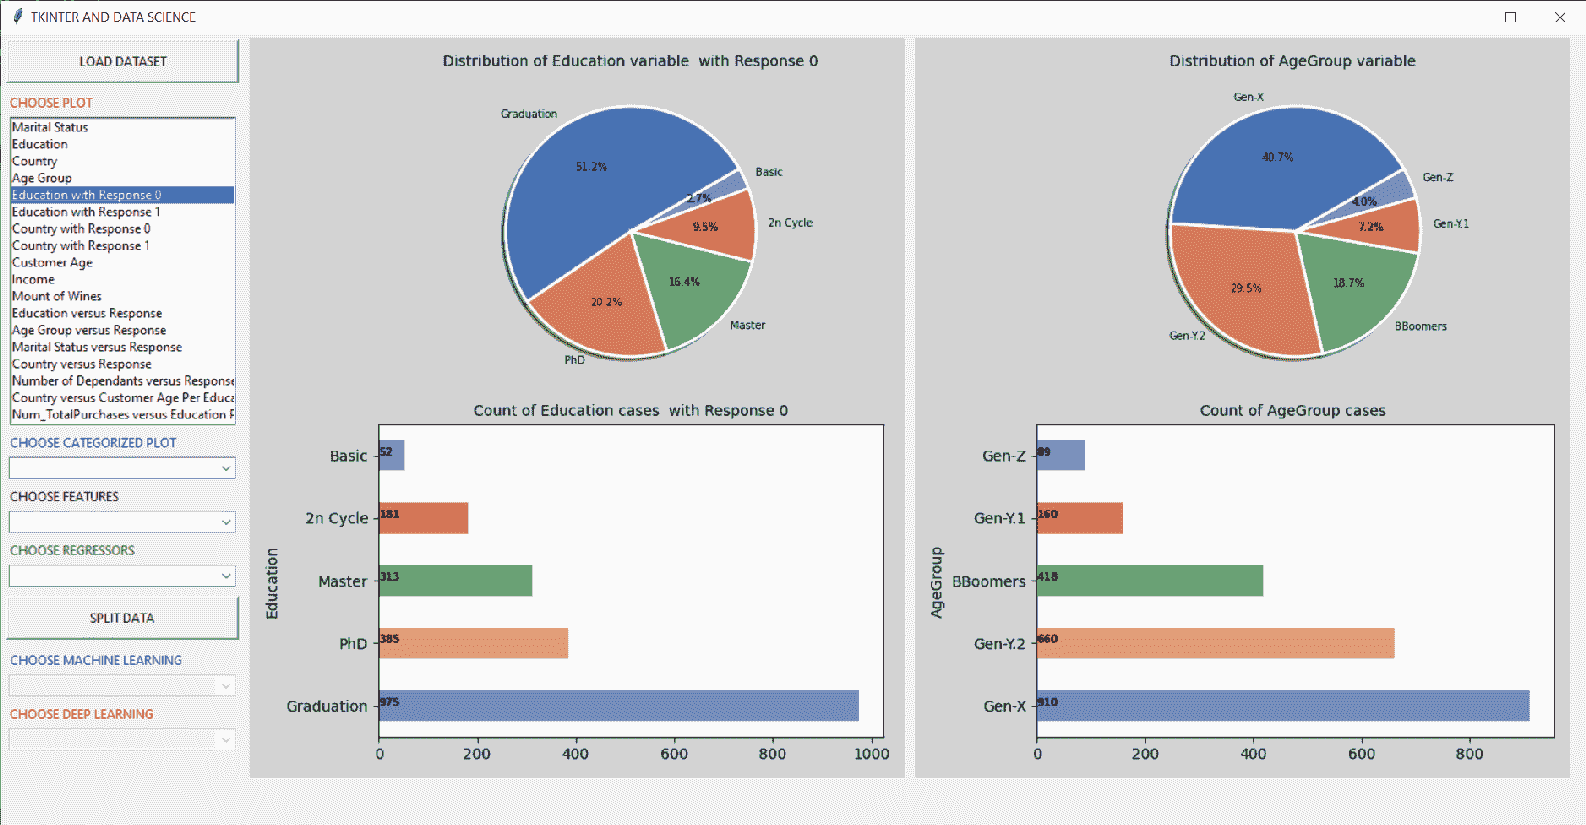 TKINTER AND DATA SCIENCE
LOAD DATASET
CHOOSE PLOT
Marital Status
Education
Country
Age Group
Education with Response 0
Education with Response 1
Country with Response 0
Country with Response 1
Customer Age
Income
Mount of Wines
Education versus Response
Age Group versus Response
Marital Status versus Response
Country versus Response
Number of Dependants versus Response
Country versus Customer Age Per Educa
Num_TotalPurchases versus Education P
CHOOSE CATEGORIZED PLOT
CHOOSE FEATURES
CHOOSE REGRESSORS
SPLIT DATA
CHOOSE MACHINE LEARNING
CHOOSE DEEP LEARNING
Distribution of Education variable with Response 0
Graduation
51.2%
Basic
2.7%
2n Cycle
9.5%
16.4%
Master
20.2%
PhD
Count of Education cases with Response 0
Education
Basic
52
2n Cycle
181
Master
313
PhD
385
Graduation
975
0 200 400 600 800 1000
Distribution of AgeGroup variable
Gen-X
40.7%
Gen-Z
4.0%
Gen-Y.1
7.2%
18.7%
BBoomers
29.5%
Gen-Y.2
Count of AgeGroup cases
AgeGroup
Gen-Z
89
Gen-Y.1
160
BBoomers
418
Gen-Y.2
660
Gen-X
910
0 200 400 600 800